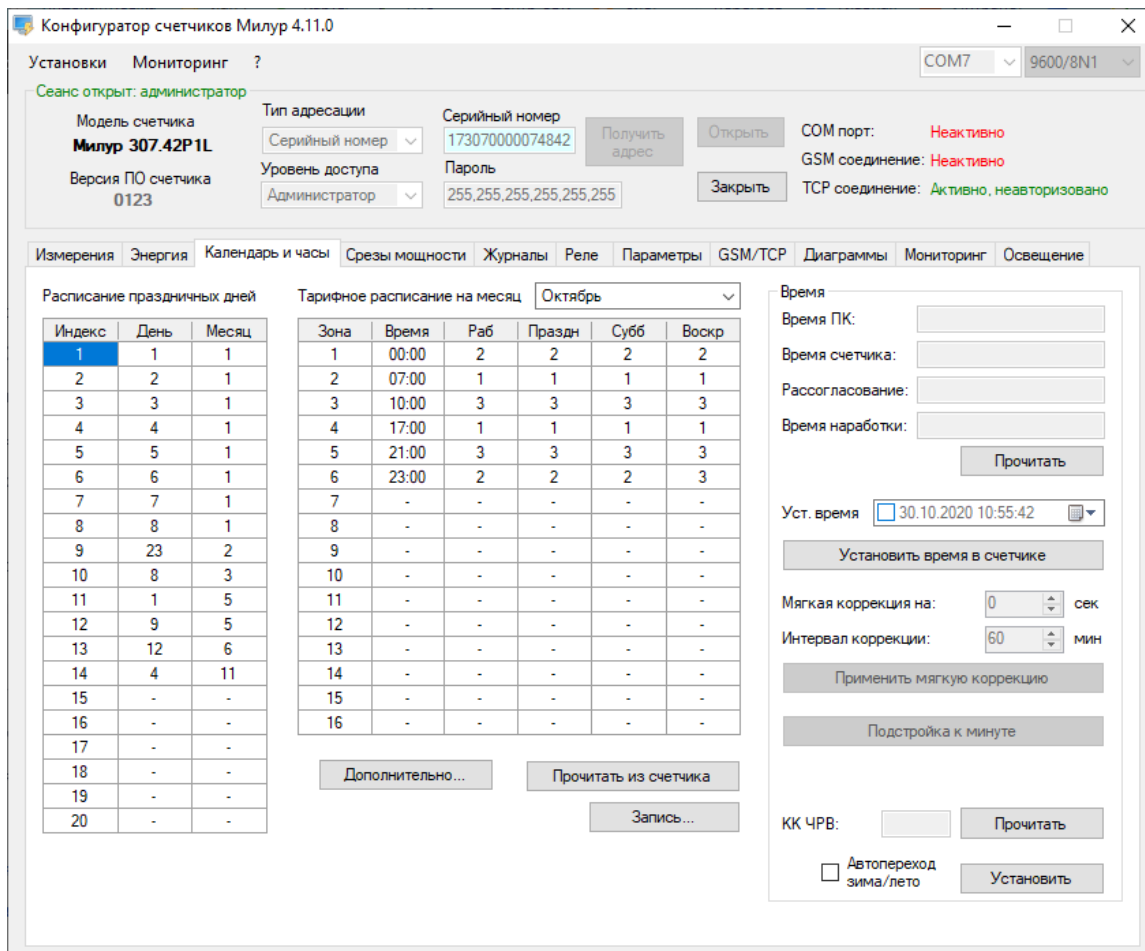 Конфигуратор счетчиков Милур 4.11.0
Установки Мониторинг ?
COM7 9600/8N1
Сеанс открыт: администратор
Модель счетчика
Милур 307.42P1L
Версия ПО счетчика
0123
Тип адресации
Серийный номер
Уровень доступа
Администратор
Серийный номер
173070000074842
Пароль
255,255,255,255,255,255
Получить адрес
Открыть
Закрыть
COM порт: Неактивно
GSM соединение: Неактивно
TCP соединение: Активно, неавторизовано
Измерения Энергия Календарь и часы Срезы мощности Журналы Реле Параметры GSM/TCP Диаграммы Мониторинг Освещение
Расписание праздничных дней
Индекс День Месяц
1 1 1
2 2 1
3 3 1
4 4 1
5 5 1
6 6 1
7 7 1
8 8 1
9 23 2
10 8 3
11 1 5
12 9 5
13 12 6
14 4 11
15 - -
16 - -
17 - -
18 - -
19 - -
20 - -
Тарифное расписание на месяц Октябрь
Зона Время Раб Праздн Субб Воскр
1 00:00 2 2 2 2
2 07:00 1 1 1 1
3 10:00 3 3 3 3
4 17:00 1 1 1 1
5 21:00 3 3 3 3
6 23:00 2 2 2 3
7 - - - - -
8 - - - - -
9 - - - - -
10 - - - - -
11 - - - - -
12 - - - - -
13 - - - - -
14 - - - - -
15 - - - - -
16 - - - - -
Дополнительно... Прочитать из счетчика
Запись...
Время
Время ПК:
Время счетчика:
Рассогласование:
Время наработки:
Прочитать
Уст. время 30.10.2020 10:55:42
Установить время в счетчике
Мягкая коррекция на: 0 сек
Интервал коррекции: 60 мин
Применить мягкую коррекцию
Подстройка к минуте
КК ЧРВ: Прочитать
Автопереход
зима/лето
Установить